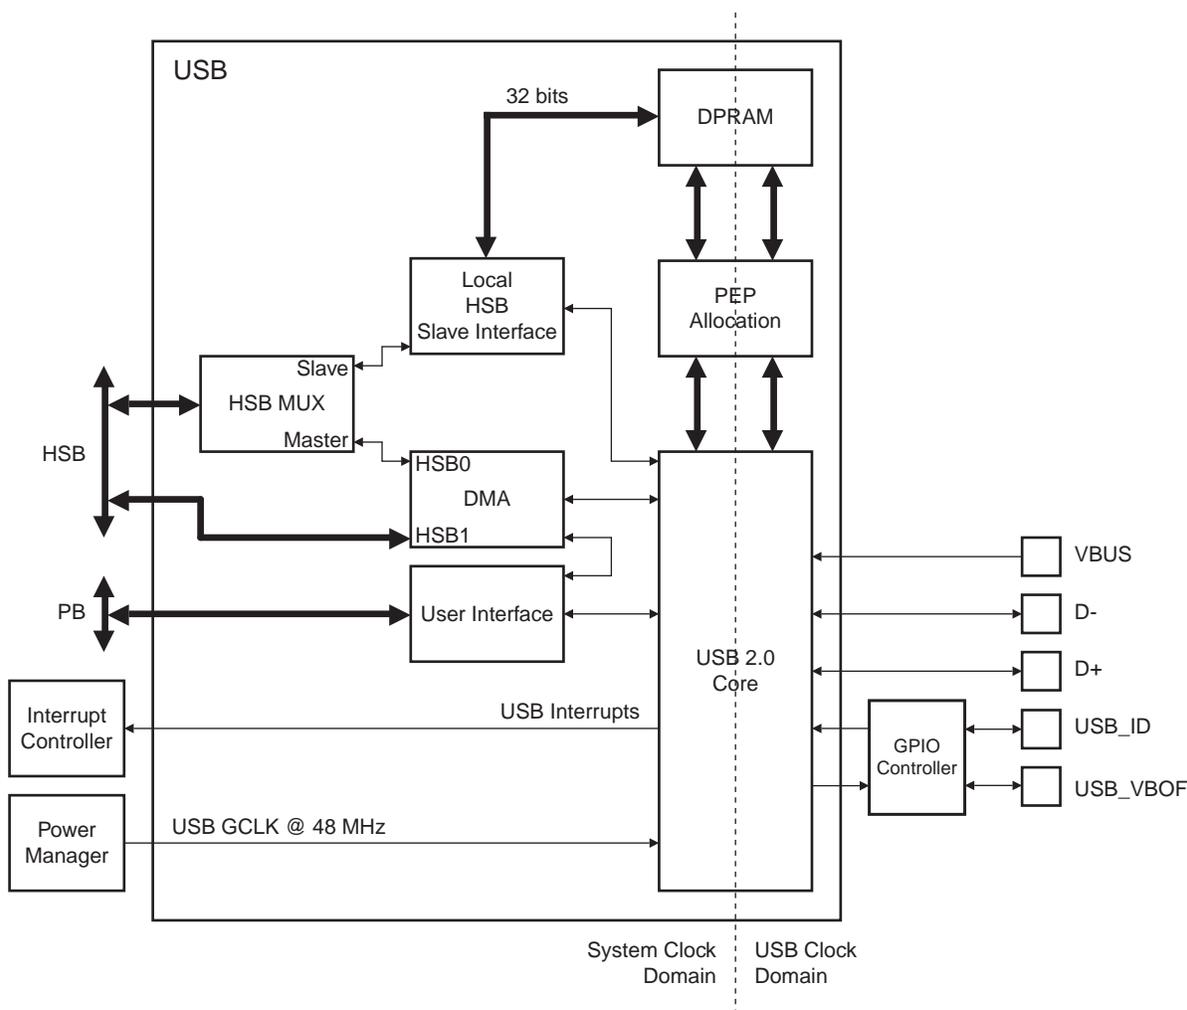 USB
32 bits
DPRAM
Local
HSB
Slave Interface
PEP
Allocation
Slave
HSB MUX
Master
HSB
HSB0
DMA
HSB1
VBUS
PB
User Interface
D-
USB 2.0
Core
D+
Interrupt
Controller
USB Interrupts
GPIO
Controller
USB_ID
USB_VBOF
Power
Manager
USB GCLK @ 48 MHz
System Clock
Domain
USB Clock
Domain